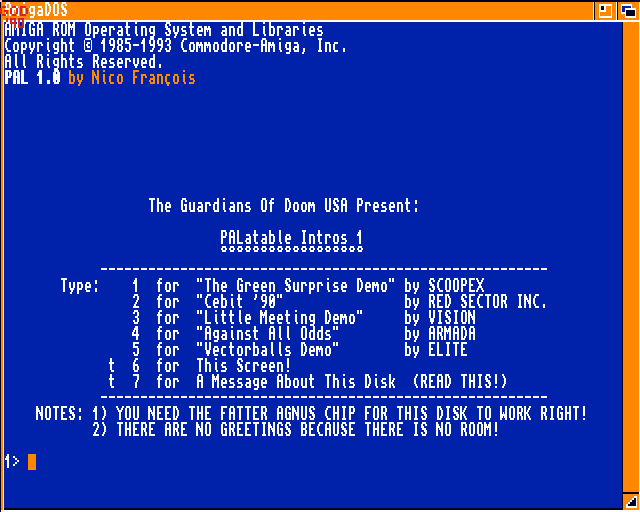 AmigaDOS
AMIGA ROM Operating System and Libraries
Copyright © 1985-1993 Commodore-Amiga, Inc.
All Rights Reserved.
PAL 1.0 by Nico François
The Guardians Of Doom USA Present:
PALatable Intros 1
°°°°°°°°°°°°°°°°°°
--------------------------------------------------------
Type: 1 for "The Green Surprise Demo" by SCOOPEX
2 for "Cebit '90" by RED SECTOR INC.
3 for "Little Meeting Demo" by VISION
4 for "Against All Odds" by ARMADA
5 for "Vectorballs Demo" by ELITE
t 6 for This Screen!
t 7 for A Message About This Disk (READ THIS!)
--------------------------------------------------------
NOTES: 1) YOU NEED THE FATTER AGNUS CHIP FOR THIS DISK TO WORK RIGHT!
2) THERE ARE NO GREETINGS BECAUSE THERE IS NO ROOM!
1>